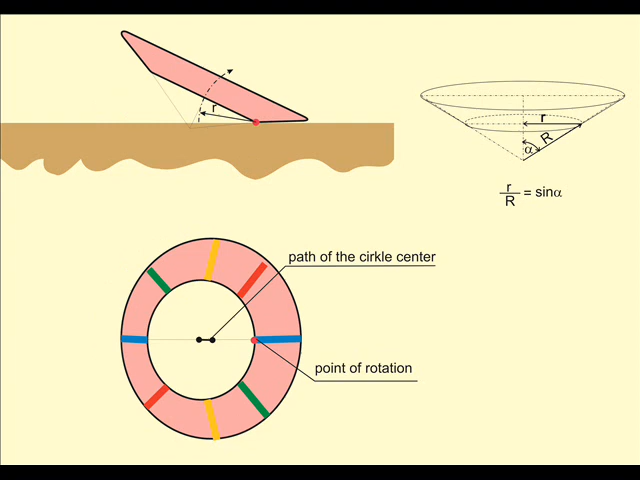 r
r
α
R
r
R = sinα
path of the cirkle center
point of rotation